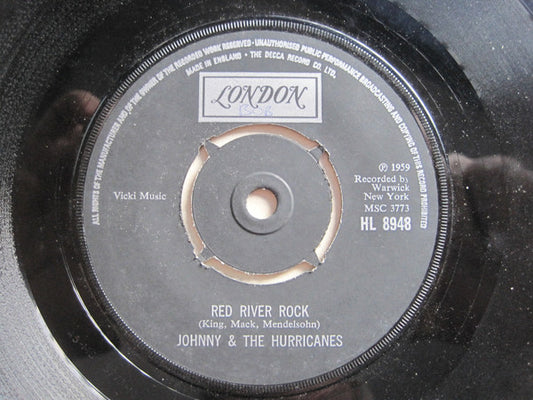 ALL RIGHTS OF THE MANUFACTURER AND OF THE OWNER OF THE RECORDED WORK RESERVED · UNAUTHORISED PUBLIC PERFORMANCE BROADCASTING AND COPYING OF THIS RECORD PROHIBITED
MADE IN ENGLAND · THE DECCA RECORD CO. LTD.
LONDON
Vicki Music
℗ 1959
Recorded by
Warwick
New York
MSC 3773
HL 8948
RED RIVER ROCK
(King, Mack, Mendelsohn)
JOHNNY & THE HURRICANES